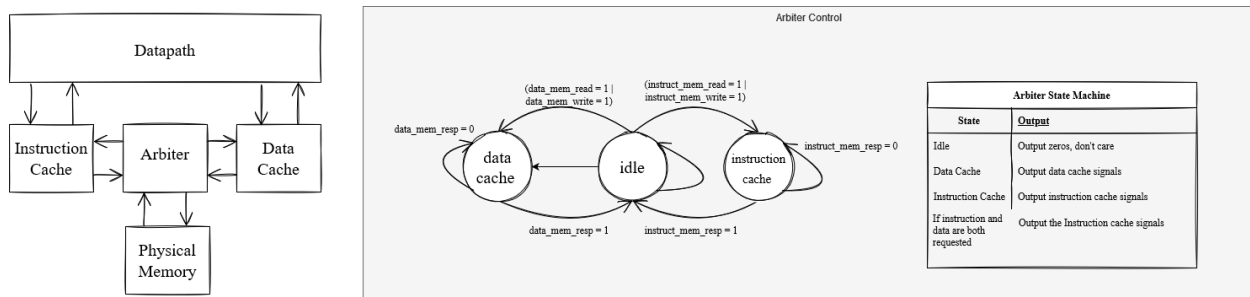 Datapath
Instruction
Cache
Arbiter
Data
Cache
Physical
Memory
Arbiter Control
(data_mem_read = 1 |
data_mem_write = 1)
(instruct_mem_read = 1 |
instruct_mem_write = 1)
data_mem_resp = 0
data
cache
idle
instruction
cache
instruct_mem_resp = 0
data_mem_resp = 1
instruct_mem_resp = 1
Arbiter State Machine
State
Output
Idle
Output zeros, don't care
Data Cache
Output data cache signals
Instruction Cache
Output instruction cache signals
If instruction and
data are both
requested
Output the Instruction cache signals